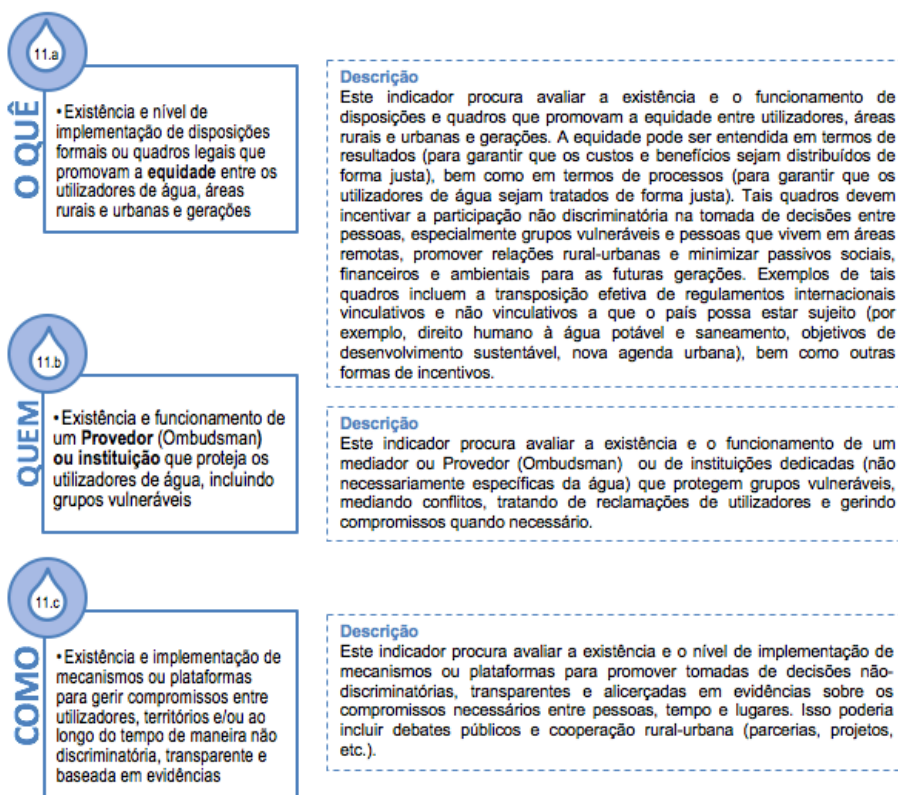 11.a
O QUÊ
•Existência e nível de
implementação de disposições
formais ou quadros legais que
promovam a equidade entre os
utilizadores de água, áreas
rurais e urbanas e gerações
Descrição
Este indicador procura avaliar a existência e o funcionamento de
disposições e quadros que promovam a equidade entre utilizadores, áreas
rurais e urbanas e gerações. A equidade pode ser entendida em termos de
resultados (para garantir que os custos e benefícios sejam distribuídos de
forma justa), bem como em termos de processos (para garantir que os
utilizadores de água sejam tratados de forma justa). Tais quadros devem
incentivar a participação não discriminatória na tomada de decisões entre
pessoas, especialmente grupos vulneráveis e pessoas que vivem em áreas
remotas, promover relações rural-urbanas e minimizar passivos sociais,
financeiros e ambientais para as futuras gerações. Exemplos de tais
quadros incluem a transposição efetiva de regulamentos internacionais
vinculativos e não vinculativos a que o país possa estar sujeito (por
exemplo, direito humano à água potável e saneamento, objetivos de
desenvolvimento sustentável, nova agenda urbana), bem como outras
formas de incentivos.
11.b
QUEM
•Existência e funcionamento de
um Provedor (Ombudsman)
ou instituição que proteja os
utilizadores de água, incluindo
grupos vulneráveis
Descrição
Este indicador procura avaliar a existência e o funcionamento de um
mediador ou Provedor (Ombudsman) ou de instituições dedicadas (não
necessariamente específicas da água) que protegem grupos vulneráveis,
mediando conflitos, tratando de reclamações de utilizadores e gerindo
compromissos quando necessário.
11.c
COMO
•Existência e implementação de
mecanismos ou plataformas
para gerir compromissos entre
utilizadores, territórios e/ou ao
longo do tempo de maneira não
discriminatória, transparente e
baseada em evidências
Descrição
Este indicador procura avaliar a existência e o nível de implementação de
mecanismos ou plataformas para promover tomadas de decisões não-
discriminatórias, transparentes e alicerçadas em evidências sobre os
compromissos necessários entre pessoas, tempo e lugares. Isso poderia
incluir debates públicos e cooperação rural-urbana (parcerias, projetos,
etc.).